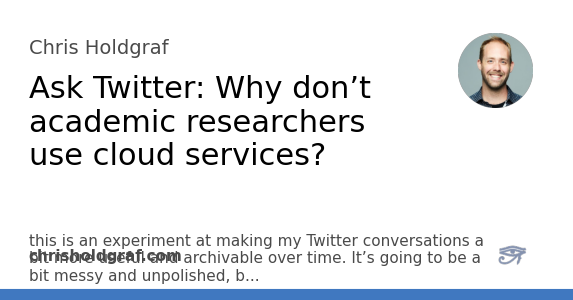 Chris Holdgraf
Ask Twitter: Why don’t
academic researchers
use cloud services?
this is an experiment at making my Twitter conversations a
chrisholdgraf.com
bit more useful and archivable over time. It’s going to be a
bit messy and unpolished, b...